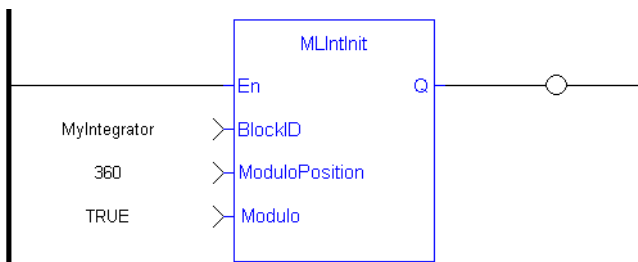 MLIntInit
En Q
MyIntegrator BlockID
360 ModuloPosition
TRUE Modulo